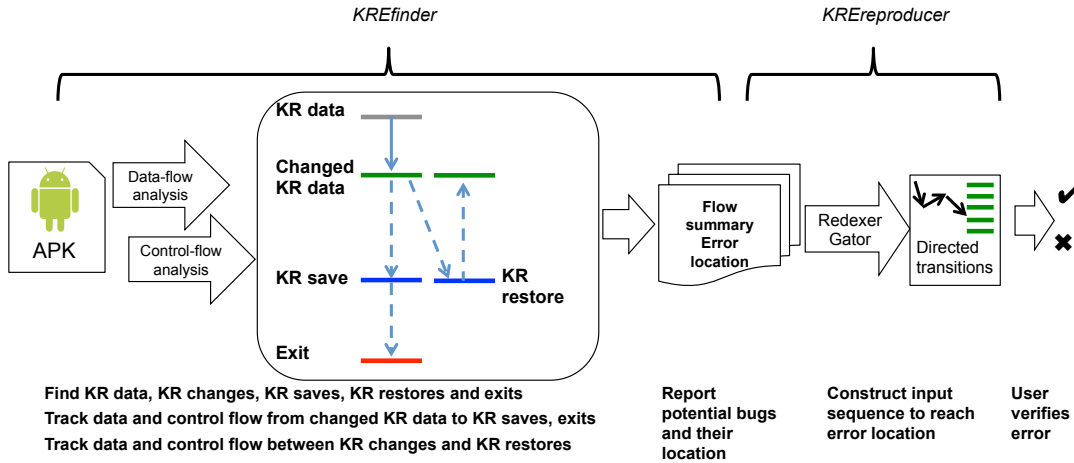 KREfinder
KREreproducer
APK
Data-flow
analysis
Control-flow
analysis
KR data
Changed
KR data
KR save
KR
restore
Exit
Flow
summary
Error
location
Redexer
Gator
Directed
transitions
Find KR data, KR changes, KR saves, KR restores and exits
Track data and control flow from changed KR data to KR saves, exits
Track data and control flow between KR changes and KR restores
Report
potential bugs
and their
location
Construct input
sequence to reach
error location
User
verifies
error